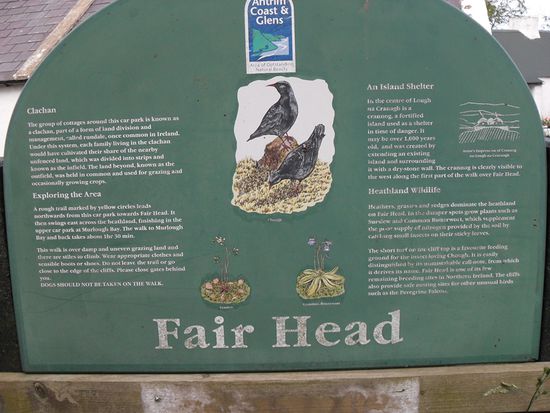 Antrim
Coast &
Glens
Area of Outstanding
Natural Beauty
Clachan
The group of cottages around this car park is known as
a clachan, part of a form of land division and
management, called rundale, once common in Ireland.
Under this system, each family living in the clachan
would have cultivated their share of the nearby
unfenced land, which was divided into strips and
known as the infield. The land beyond, known as the
outfield, was held in common and used for grazing and
occasionally growing crops.
Exploring the Area
A rough trail marked by yellow circles leads
northwards from this car park towards Fair Head. It
then swings east across the heathland, finishing in the
upper car park at Murlough Bay. The walk to Murlough
Bay and back takes about 1hr 30 min.
This walk is over damp and uneven grazing land and
there are stiles to climb. Wear appropriate clothes and
sensible boots or shoes. Do not leave the trail or go
close to the edge of the cliffs. Please close gates behind
you.
DOGS SHOULD NOT BE TAKEN ON THE WALK.
Chough
Sundew
Common Butterwort
An Island Shelter
In the centre of Lough
na Cranagh is a
crannog, a fortified
island used as a shelter
in time of danger. It
may be over 1,000 years
old, and was created by
extending an existing
island and surrounding
it with a dry-stone wall. The crannog is clearly visible to
the west along the first part of the walk over Fair Head.
Artist's impression of Crannog
on Lough na Cranagh
Heathland Wildlife
Heathers, grasses and sedges dominate the heathland
on Fair Head. In the damper spots grow plants such as
Sundew and Common Butterwort, which supplement
the poor supply of nitrogen provided by the soil by
catching small insects on their sticky leaves.
The short turf on the cliff top is a favourite feeding
ground for the insect-loving Chough. It is easily
distinguished by its unmistakable call-note, from which
it derives its name. Fair Head is one of its few
remaining breeding sites in Northern Ireland. The cliffs
also provide safe nesting sites for other unusual birds
such as the Peregrine Falcon.
Fair Head